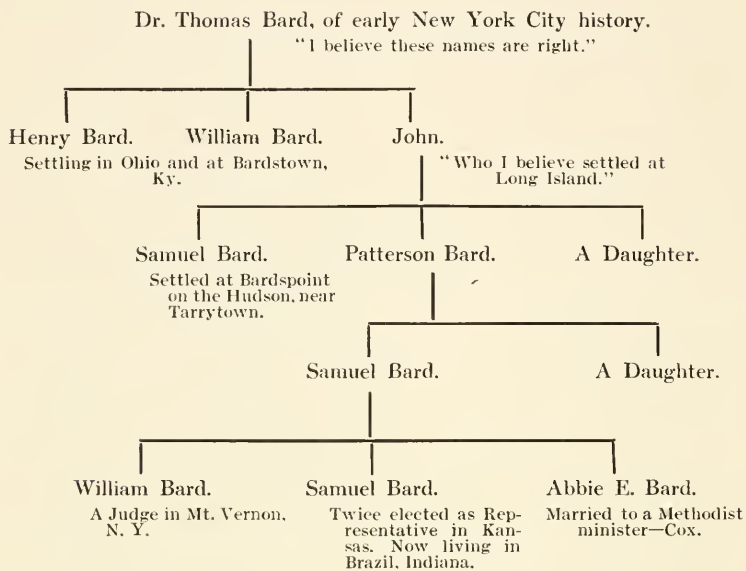 Dr. Thomas Bard, of early New York City history.
"I believe these names are right."
Henry Bard. William Bard. John.
Settling in Ohio and at Bardstown,
Ky.
"Who I believe settled at
Long Island."
Samuel Bard. Patterson Bard. A Daughter.
Settled at Bardspoint
on the Hudson, near
Tarrytown.
Samuel Bard. A Daughter.
William Bard. Samuel Bard. Abbie E. Bard.
A Judge in Mt. Vernon,
N. Y.
Twice elected as Rep-
resentative in Kan-
sas. Now living in
Brazil, Indiana.
Married to a Methodist
minister—Cox.